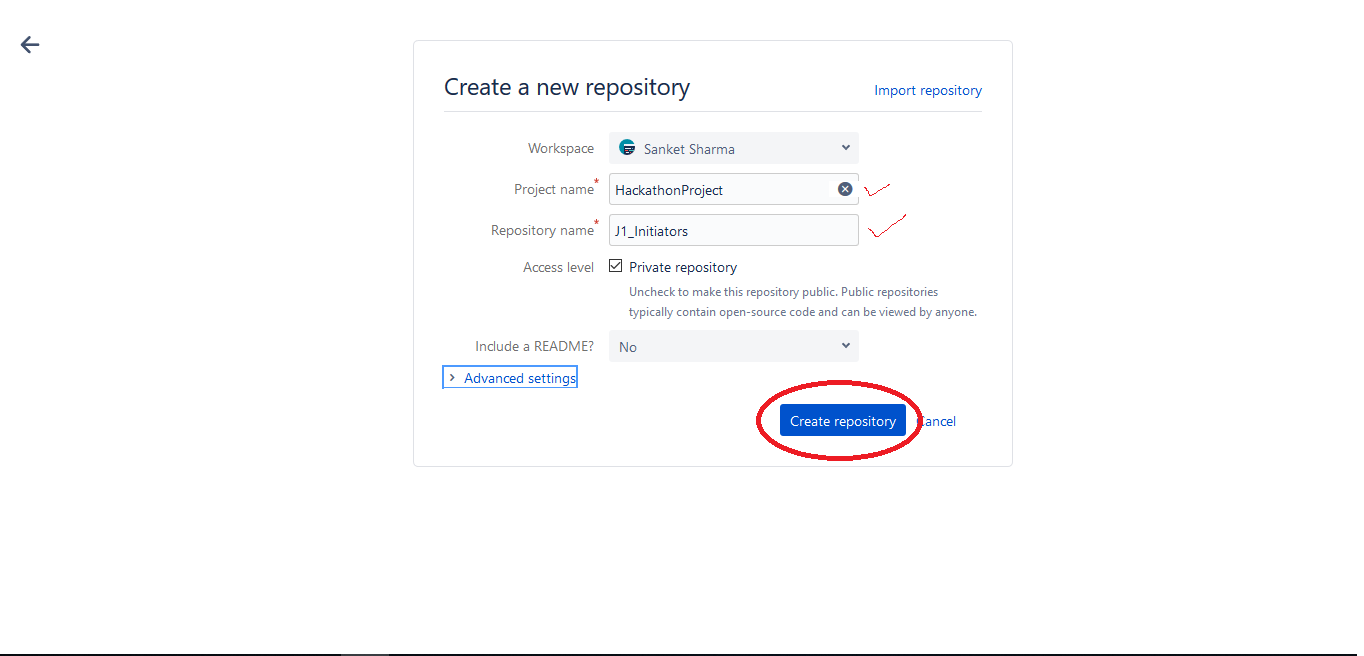 Create a new repository
Import repository
Workspace
Sanket Sharma
Project name*
HackathonProject
Repository name*
J1_Initiators
Access level
Private repository
Uncheck to make this repository public. Public repositories
typically contain open-source code and can be viewed by anyone.
Include a README?
No
Advanced settings
Create repository
Cancel